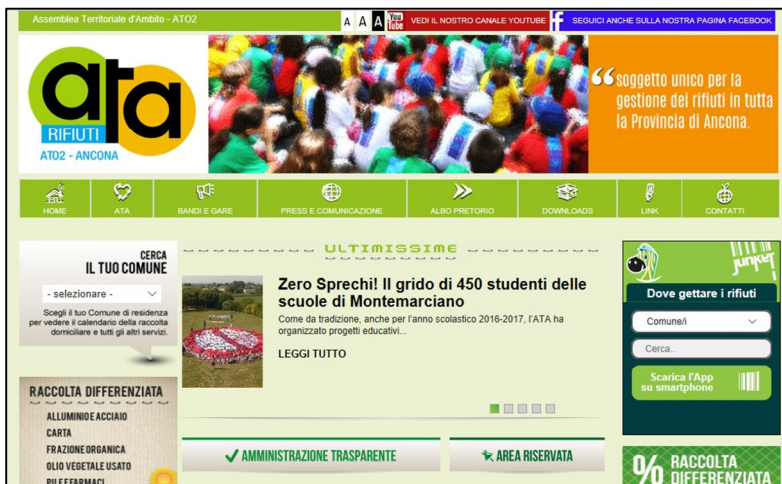 Assemblea Territoriale d'Ambito - ATO2
A A A
You Tube
VEDI IL NOSTRO CANALE YOUTUBE
f
SEGUICI ANCHE SULLA NOSTRA PAGINA FACEBOOK
ata
RIFIUTI
ATO2 - ANCONA
“soggetto unico per la
gestione dei rifiuti in tutta
la Provincia di Ancona.
HOME
ATA
BANDI E GARE
PRESS E COMUNICAZIONE
ALBO PRETORIO
DOWNLOADS
LINK
CONTATTI
CERCA
IL TUO COMUNE
- selezionare -
Scegli il tuo Comune di residenza
per vedere il calendario della raccolta
domiciliare e tutti gli altri servizi.
RACCOLTA DIFFERENZIATA
ALLUMINIO E ACCIAIO
CARTA
FRAZIONE ORGANICA
OLIO VEGETALE USATO
PILE E FARMACI
ULTIMISSIME
Zero Sprechi! Il grido di 450 studenti delle
scuole di Montemarciano
Come da tradizione, anche per l'anno scolastico 2016-2017, l'ATA ha
organizzato progetti educativi...
LEGGI TUTTO
AMMINISTRAZIONE TRASPARENTE
AREA RISERVATA
junker
Dove gettare i rifiuti
Comune/i
Cerca..
Scarica l'App
su smartphone
% RACCOLTA
DIFFERENZIATA